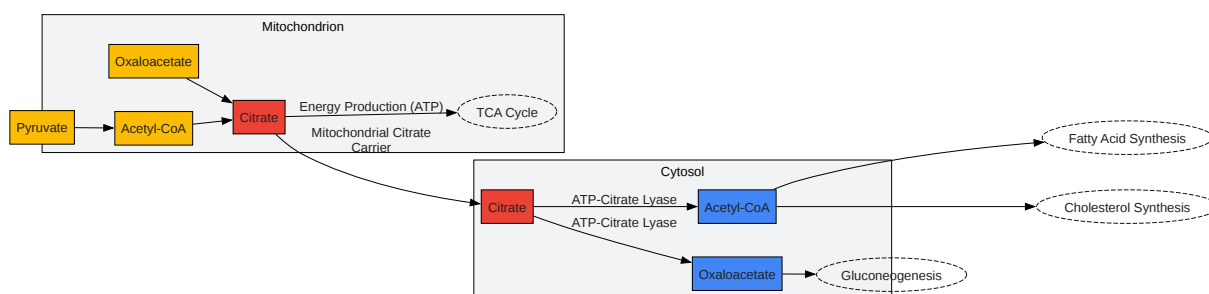 Mitochondrion
Oxaloacetate
Pyruvate
Acetyl-CoA
Citrate
Energy Production (ATP)
TCA Cycle
Mitochondrial Citrate
Carrier
Cytosol
Citrate
ATP-Citrate Lyase
ATP-Citrate Lyase
Acetyl-CoA
Oxaloacetate
Fatty Acid Synthesis
Cholesterol Synthesis
Gluconeogenesis